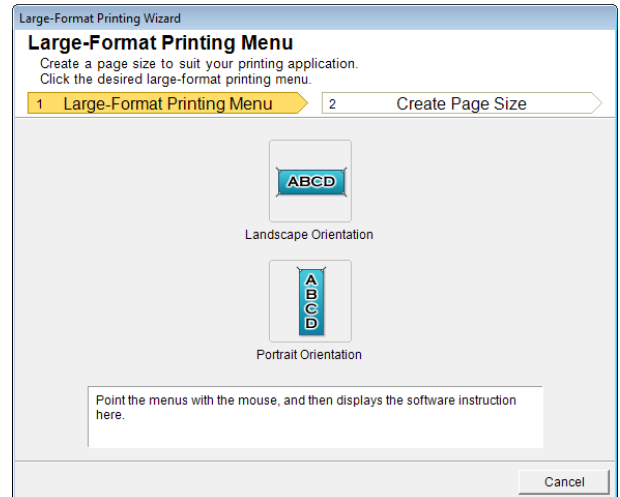 Large-Format Printing Wizard
Large-Format Printing Menu
Create a page size to suit your printing application.
Click the desired large-format printing menu.
1 Large-Format Printing Menu 2 Create Page Size
ABCD
Landscape Orientation
A
B
C
D
Portrait Orientation
Point the menus with the mouse, and then displays the software instruction
here.
Cancel